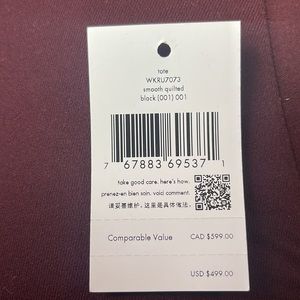 tote
WKRU7073
smooth quilted
black (001) 001
7 67883 69537 1
take good care. here's how.
prenez-en bien soin. voici comment.
请妥善维护。这里是具体做法。
Comparable Value CAD $599.00
USD $499.00